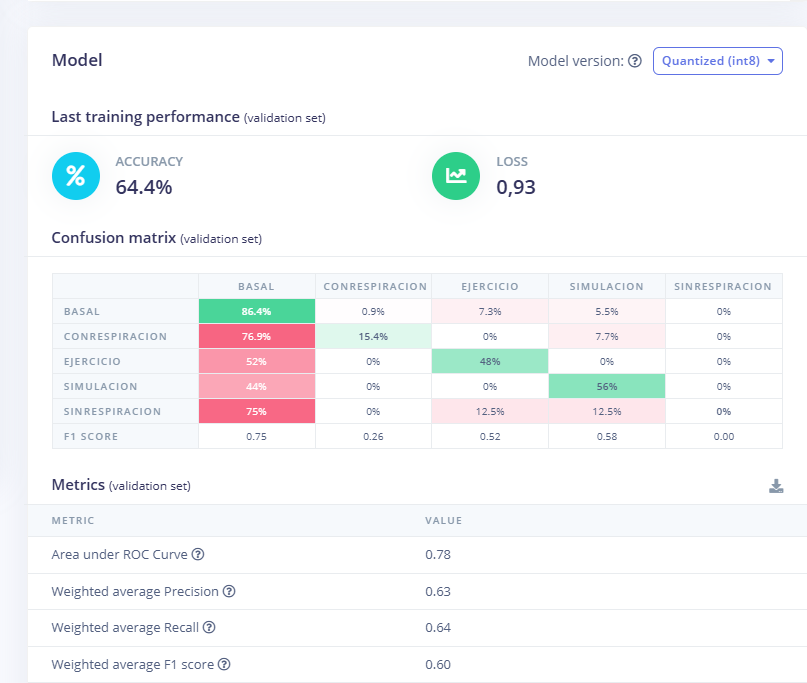 Model
Model version: Quantized (int8)
Last training performance (validation set)
% ACCURACY
64.4%
LOSS
0,93
Confusion matrix (validation set)
BASAL CONRESPIRACION EJERCICIO SIMULACION SINRESPIRACION
BASAL 86.4% 0.9% 7.3% 5.5% 0%
CONRESPIRACION 76.9% 15.4% 0% 7.7% 0%
EJERCICIO 52% 0% 48% 0% 0%
SIMULACION 44% 0% 0% 56% 0%
SINRESPIRACION 75% 0% 12.5% 12.5% 0%
F1 SCORE 0.75 0.26 0.52 0.58 0.00
Metrics (validation set)
METRIC VALUE
Area under ROC Curve ? 0.78
Weighted average Precision ? 0.63
Weighted average Recall ? 0.64
Weighted average F1 score ? 0.60